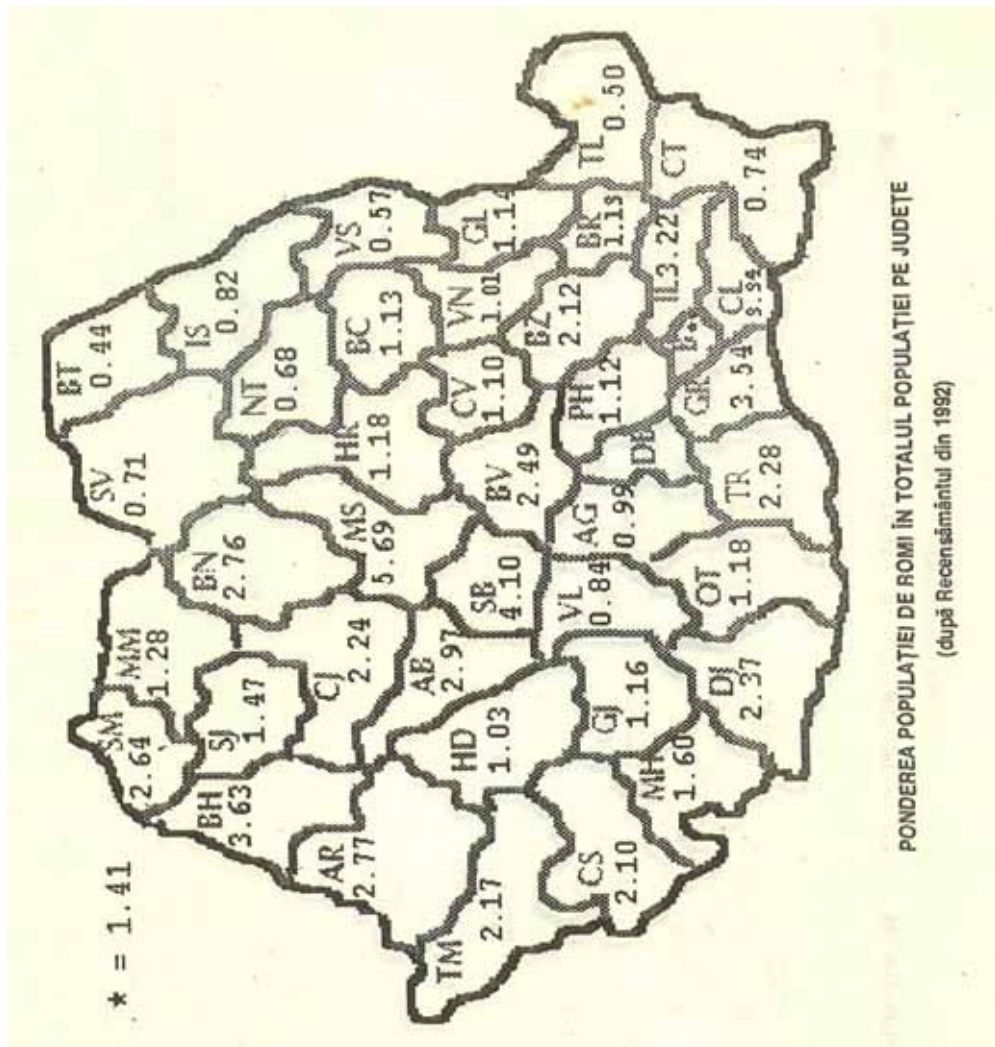 * = 1.41
SM
2.64
MM
1.28
SV
0.71
BT
0.44
BH
3.63
SJ
1.47
BN
2.76
IS
0.82
CJ
2.24
NT
0.68
AR
2.77
MS
5.69
HR
1.18
BC
1.13
VS
0.57
TM
2.17
HD
1.03
AB
2.97
SB
4.10
BV
2.49
CV
1.10
VN
1.01
GL
1.14
CS
2.10
GJ
1.16
VL
0.84
AG
0.99
PH
1.12
BZ
2.12
BR
TL
0.50
MH
1.60
DJ
2.37
OT
1.18
TR
2.28
GR
3.54
IL3.22
CL
CT
0.74
PONDEREA POPULAȚIEI DE ROMI ÎN TOTALUL POPULAȚIEI PE JUDEȚE
(după Recensământul din 1992)